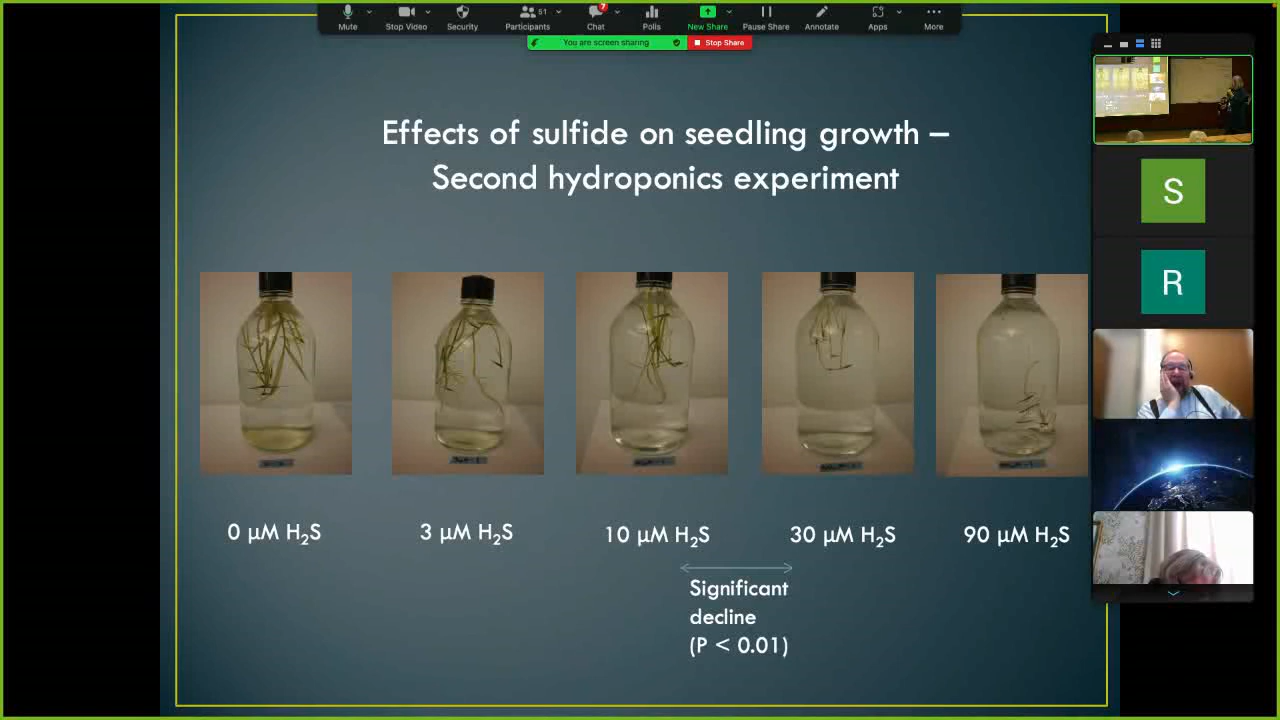 51
7
Mute
Stop Video
Security
Participants
Chat
Polls
New Share
Pause Share
Annotate
Apps
More
You are screen sharing
Stop Share
Effects of sulfide on seedling growth –
Second hydroponics experiment
S
R
0 µM H₂S
3 µM H₂S
10 µM H₂S
30 µM H₂S
90 µM H₂S
Significant
decline
(P < 0.01)